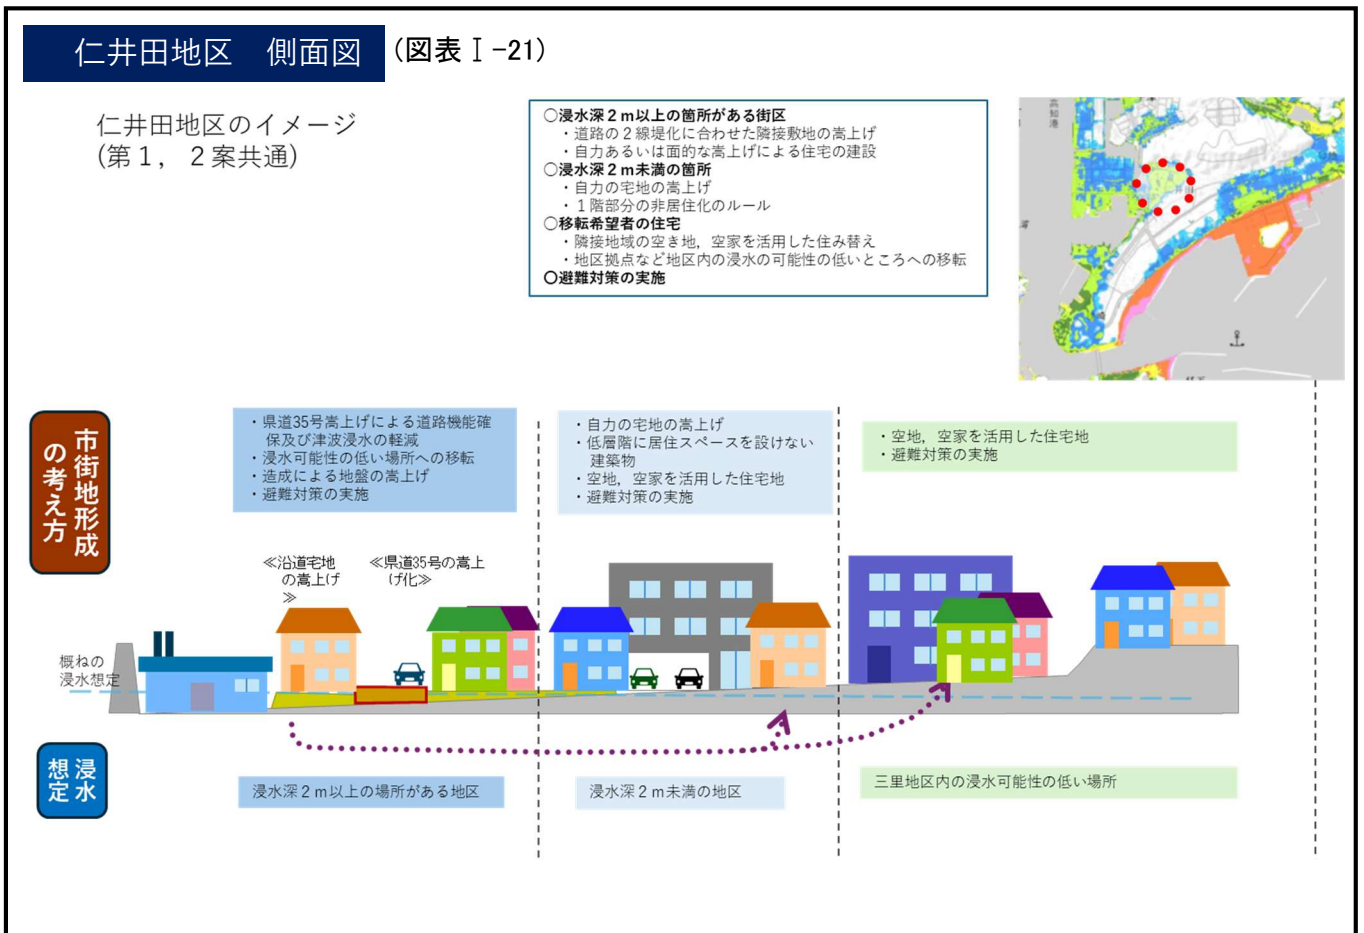 仁井田地区　側面図
(図表Ⅰ-21)
仁井田地区のイメージ
(第１，２案共通)
○浸水深２ｍ以上の箇所がある街区
・道路の２線堤化に合わせた隣接敷地の嵩上げ
・自力あるいは面的な嵩上げによる住宅の建設
○浸水深２ｍ未満の箇所
・自力の宅地の嵩上げ
・１階部分の非居住化のルール
○移転希望者の住宅
・隣接地域の空き地，空家を活用した住み替え
・地区拠点など地区内の浸水の可能性の低いところへの移転
○避難対策の実施
高知港
市街地形成
の考え方
・県道35号嵩上げによる道路機能確
保及び津波浸水の軽減
・浸水可能性の低い場所への移転
・造成による地盤の嵩上げ
・避難対策の実施
・自力の宅地の嵩上げ
・低層階に居住スペースを設けない
建築物
・空地，空家を活用した住宅地
・避難対策の実施
・空地，空家を活用した住宅地
・避難対策の実施
≪沿道宅地
の嵩上げ
≫
≪県道35号の嵩上
げ化≫
概ねの
浸水想定
浸水
想定
浸水深２ｍ以上の場所がある地区
浸水深２ｍ未満の地区
三里地区内の浸水可能性の低い場所